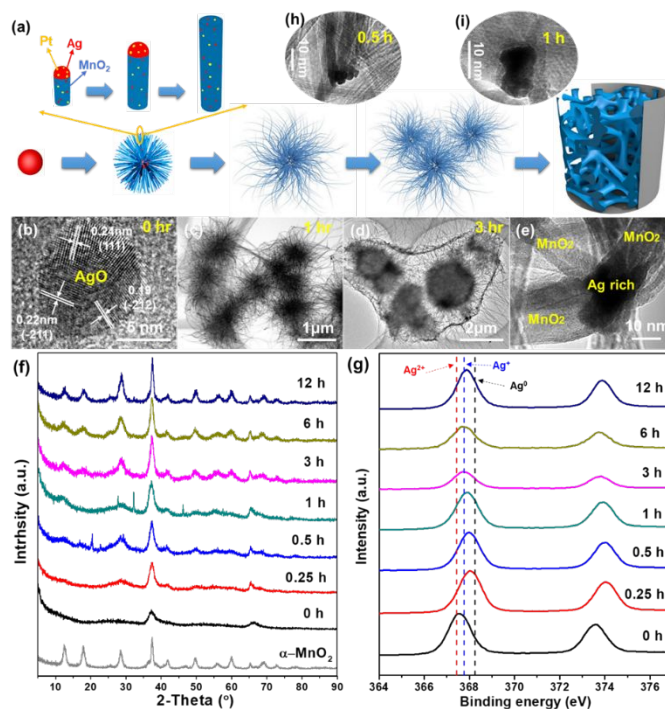 (a)
Pt
Ag
MnO2
(h)
0.5 h
10 nm
(i)
1 h
10 nm
(b)
0 hr
0.24nm
(111)
AgO
0.19
(-212)
0.22nm
(-211)
5 nm
(c)
1 hr
1μm
(d)
3 hr
2μm
(e)
MnO2
MnO2
Ag rich
MnO2
10 nm
(f)
12 h
6 h
3 h
1 h
0.5 h
0.25 h
0 h
α-MnO2
Intrhsity (a.u.)
10 20 30 40 50 60 70 80 90
2-Theta (°)
(g)
Ag2+
Ag+
Ag0
12 h
6 h
3 h
1 h
0.5 h
0.25 h
0 h
Intensity (a.u.)
364 368 370 372 374 376
Binding energy (eV)